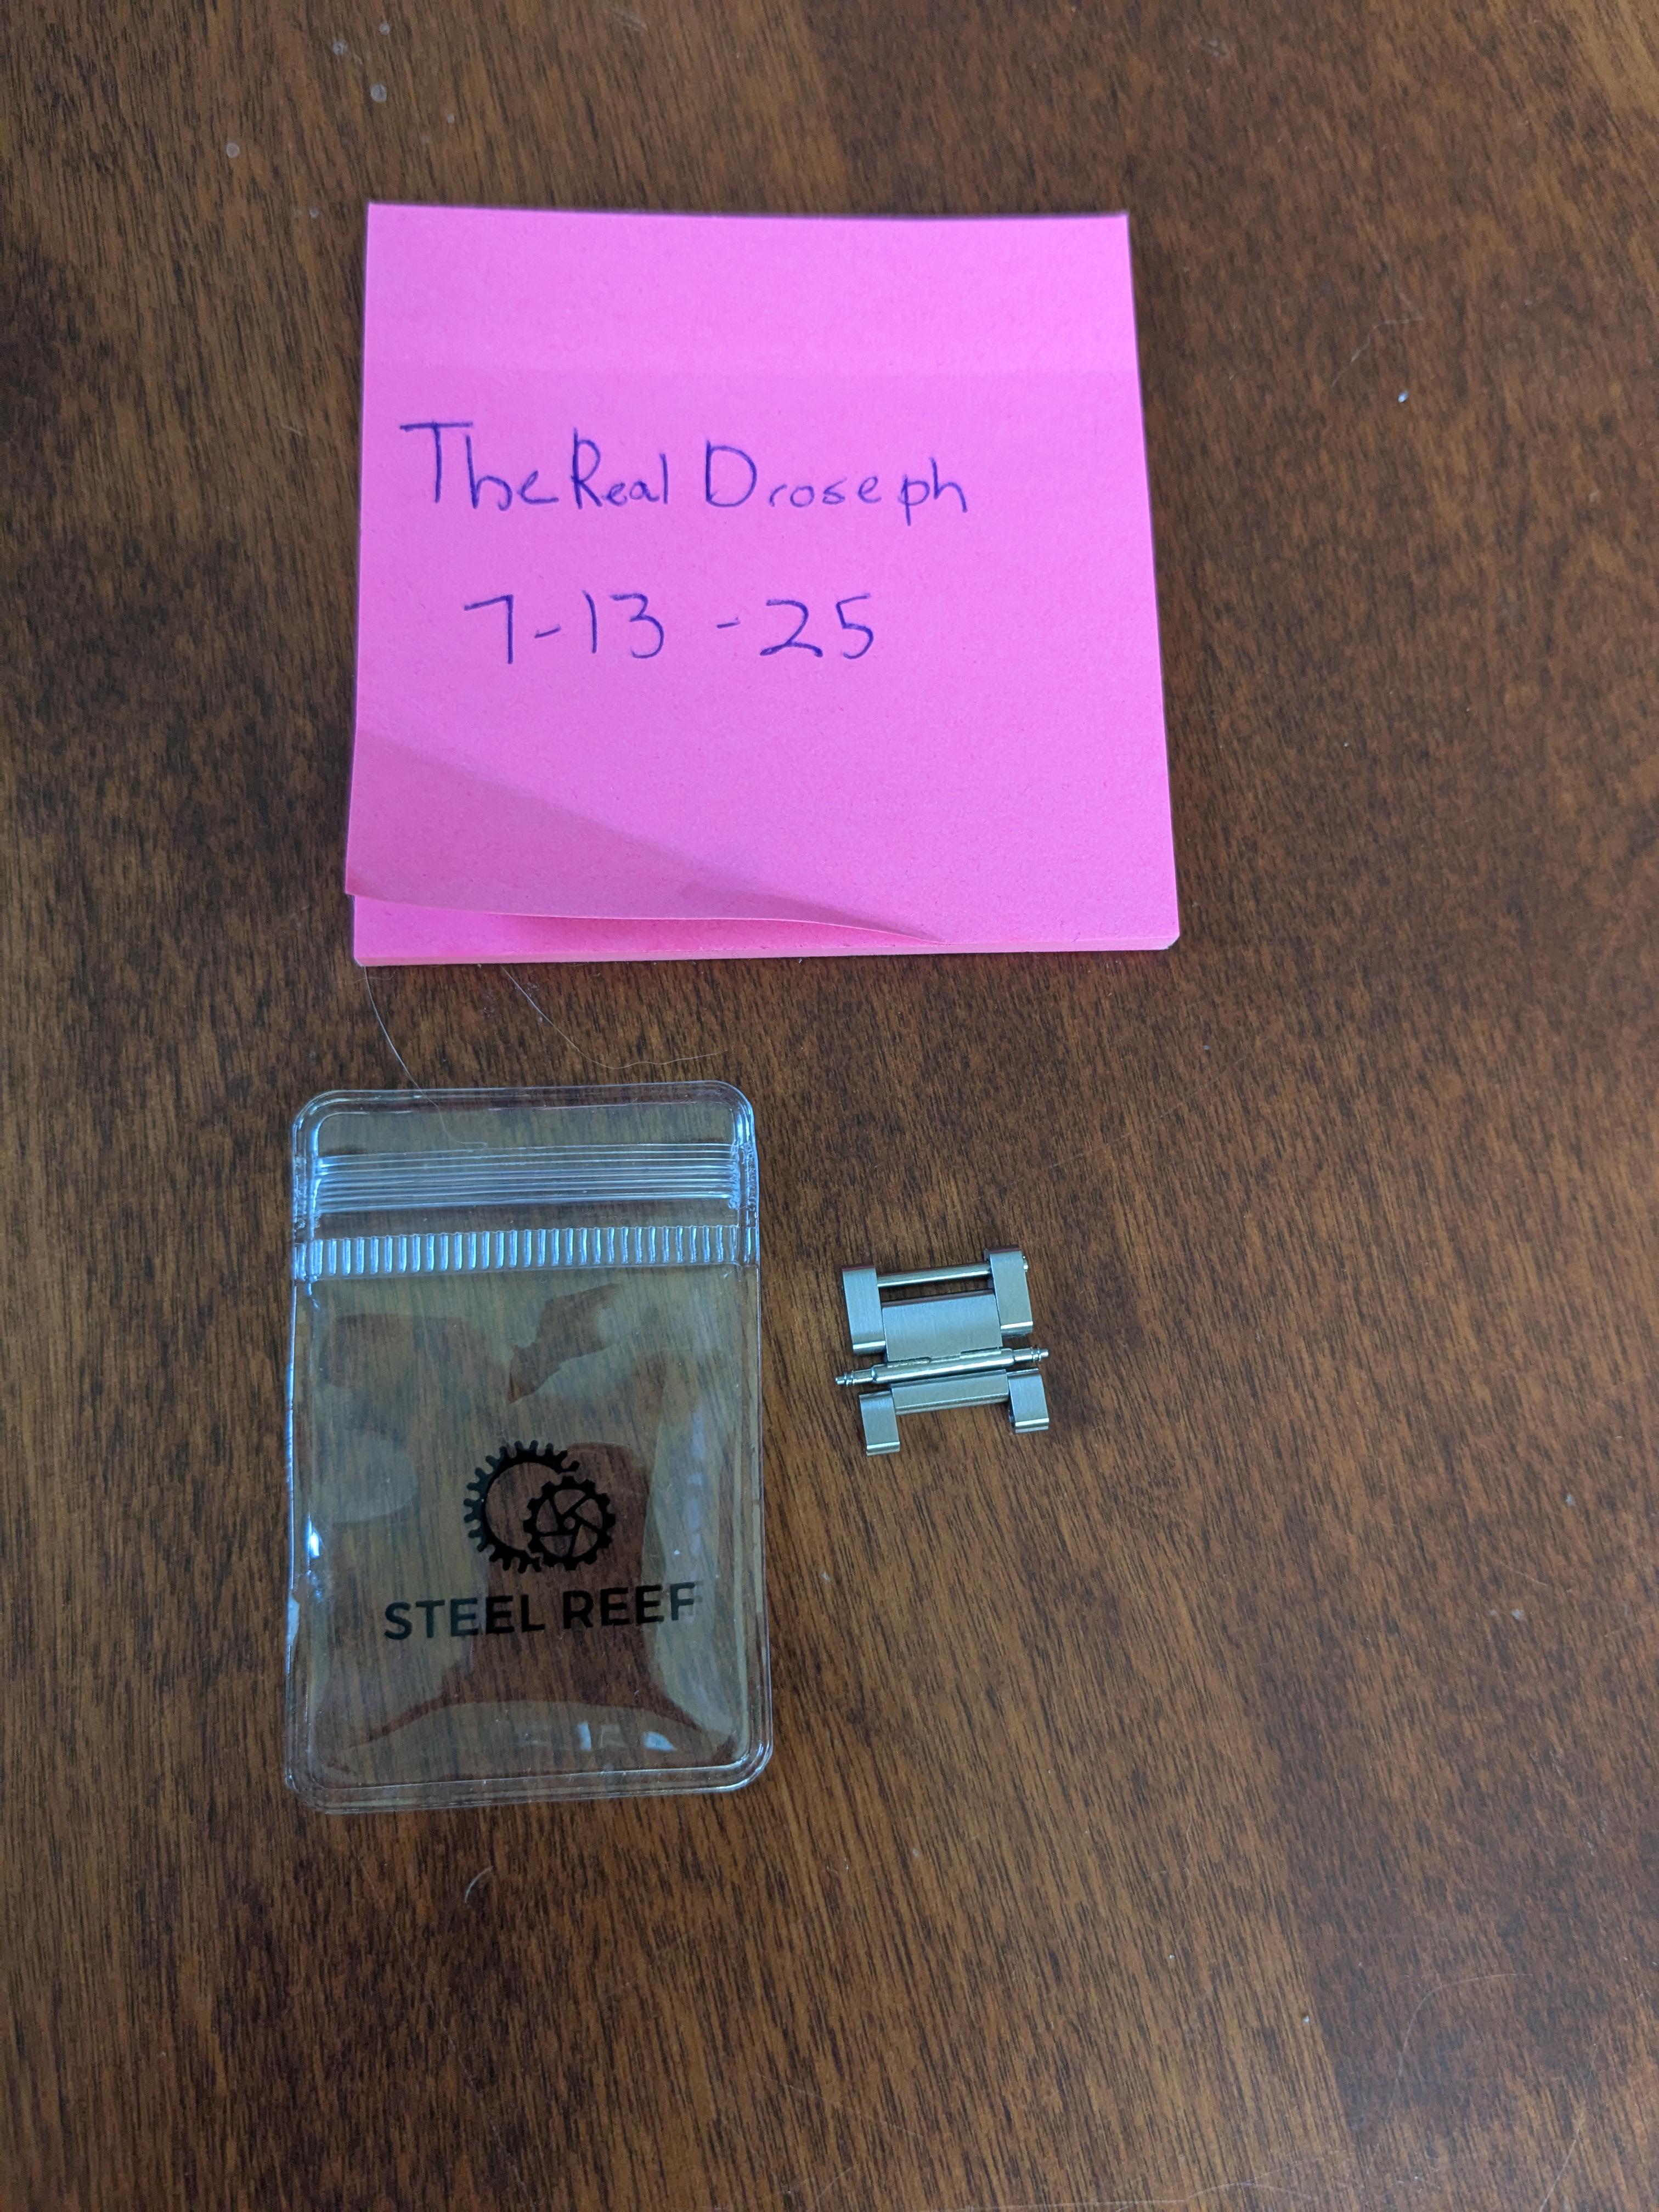 TheReal Droseph
7-13-25
STEEL REEF